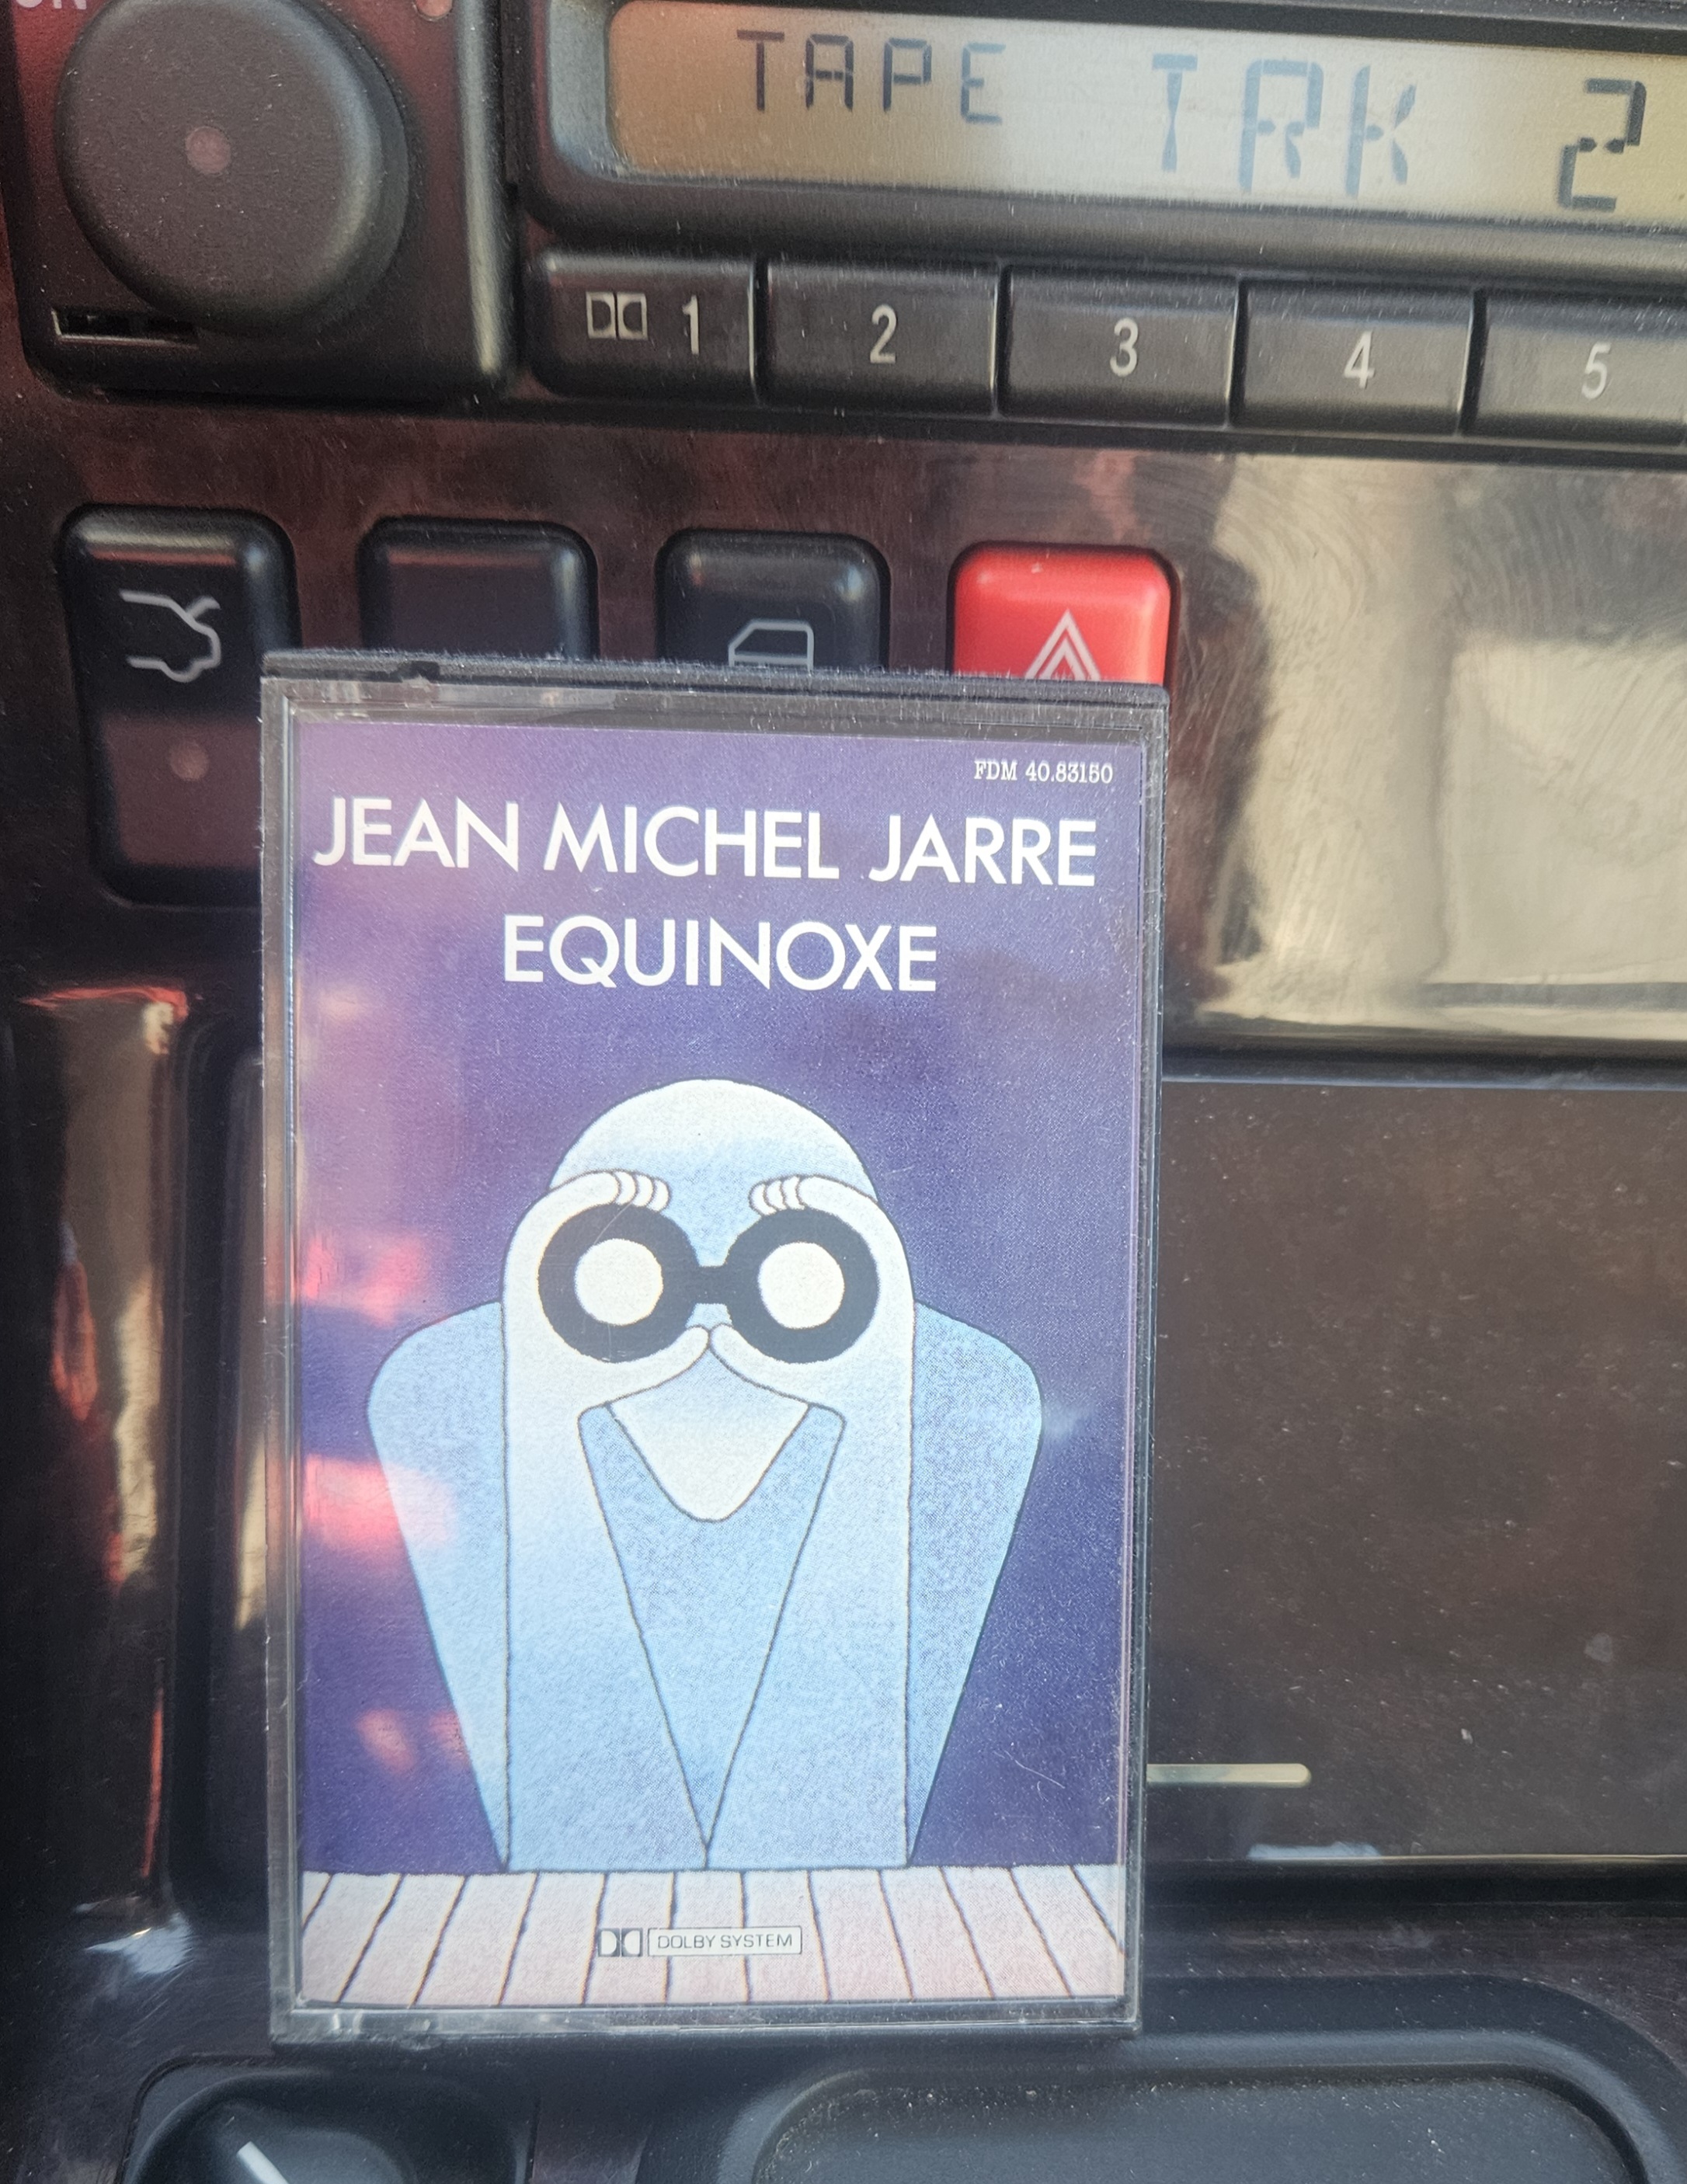 TAPE TRK 2
1 2 3 4 5
FDM 40.83150
JEAN MICHEL JARRE
EQUINOXE
DOLBY SYSTEM